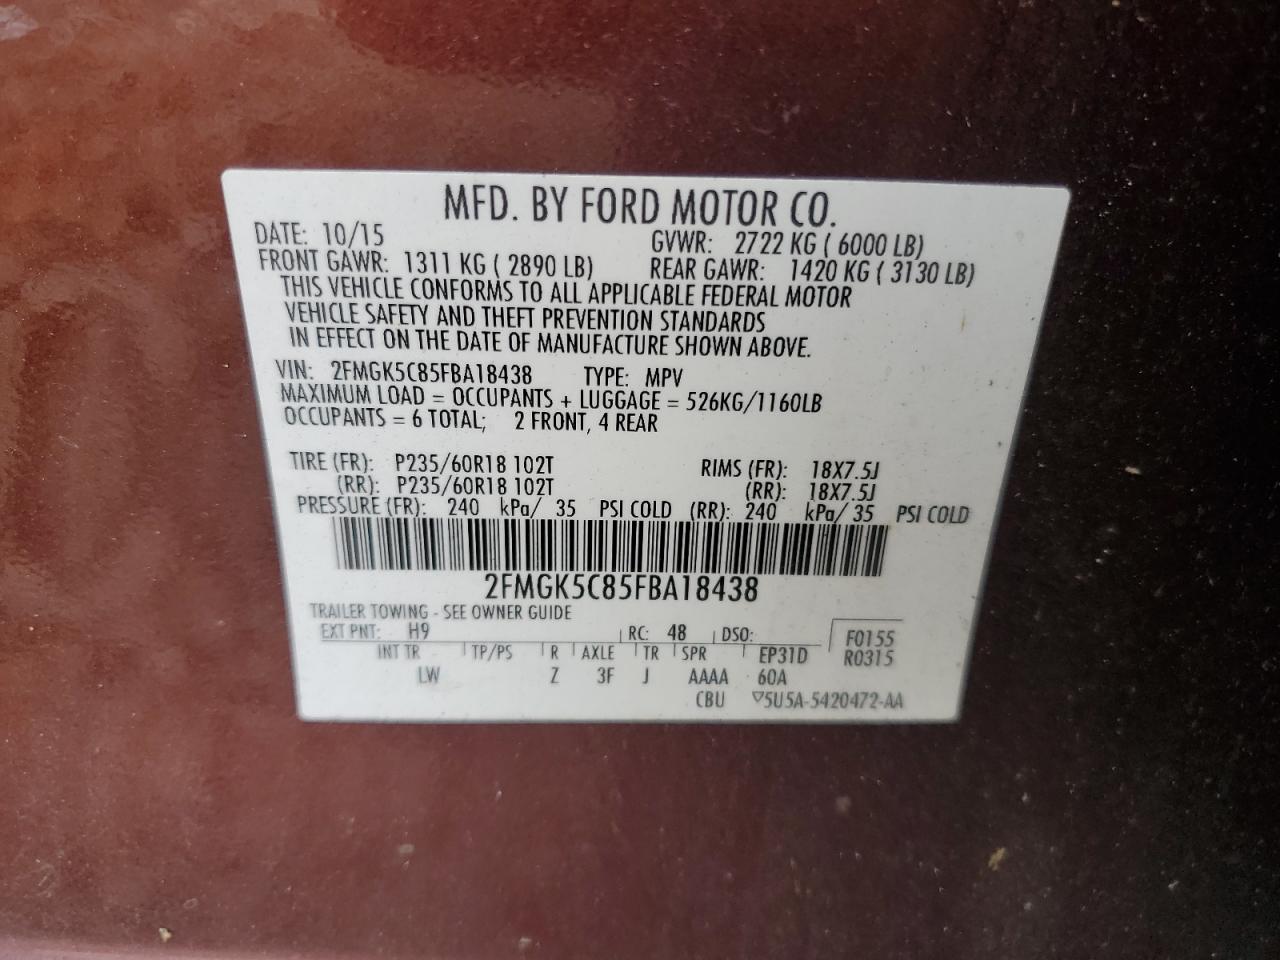 MFD. BY FORD MOTOR CO.
DATE: 10/15 GVWR: 2722 KG ( 6000 LB)
FRONT GAWR: 1311 KG ( 2890 LB) REAR GAWR: 1420 KG ( 3130 LB)
THIS VEHICLE CONFORMS TO ALL APPLICABLE FEDERAL MOTOR
VEHICLE SAFETY AND THEFT PREVENTION STANDARDS
IN EFFECT ON THE DATE OF MANUFACTURE SHOWN ABOVE.
VIN: 2FMGK5C85FBA18438 TYPE: MPV
MAXIMUM LOAD = OCCUPANTS + LUGGAGE = 526KG/1160LB
OCCUPANTS = 6 TOTAL; 2 FRONT, 4 REAR
TIRE (FR): P235/60R18 102T RIMS (FR): 18X7.5J
(RR): P235/60R18 102T (RR): 18X7.5J
PRESSURE (FR): 240 kPa/ 35 PSI COLD (RR): 240 kPa/ 35 PSI COLD
2FMGK5C85FBA18438
TRAILER TOWING - SEE OWNER GUIDE
EXT PNT: H9 RC: 48 DSO: F0155
INT TR TP/PS R AXLE TR SPR EP31D R0315
LW Z 3F J AAAA 60A
CBU ▽5U5A-5420472-AA